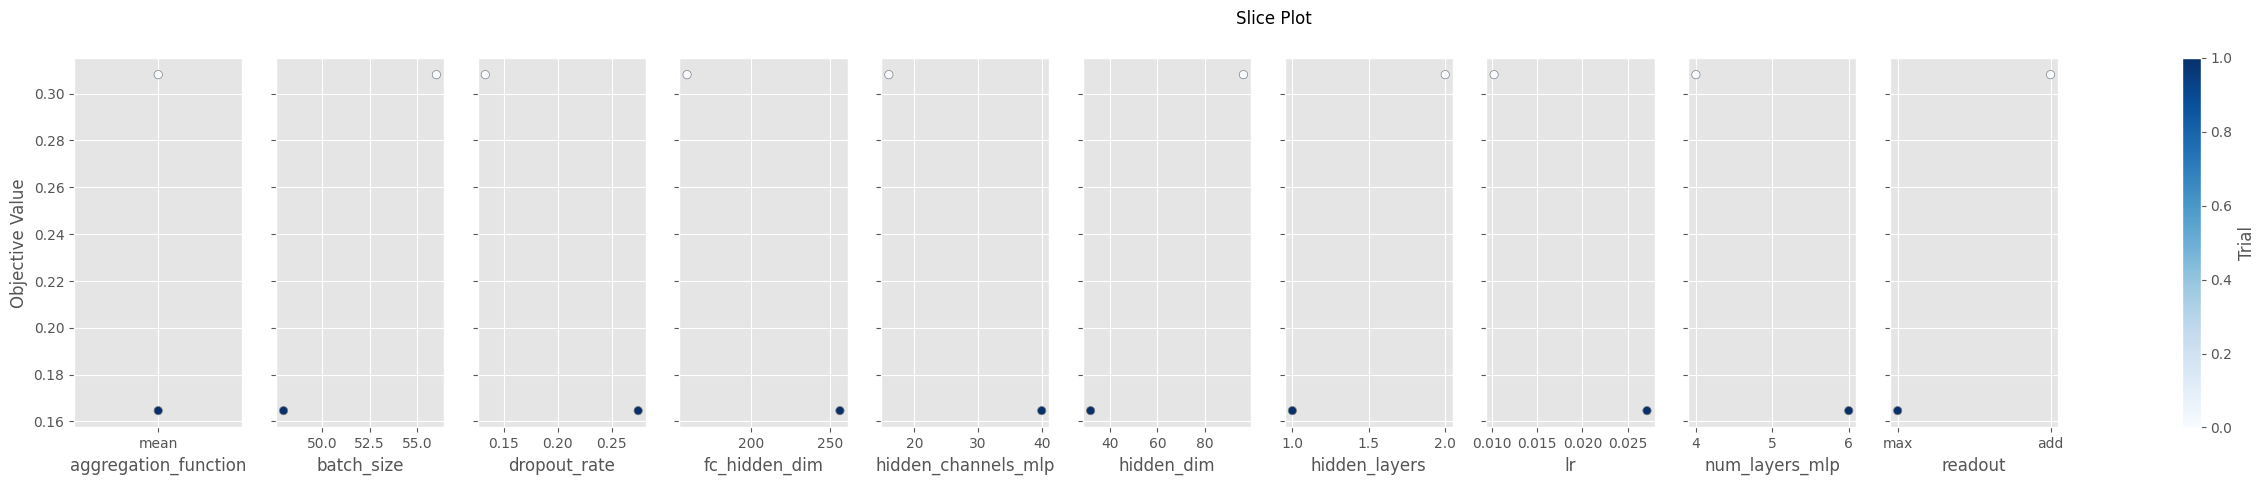 Slice Plot
Objective Value
0.30
0.28
0.26
0.24
0.22
0.20
0.18
0.16
mean
aggregation_function
50.0 52.5 55.0
batch_size
0.15 0.20 0.25
dropout_rate
200 250
fc_hidden_dim
20 30 40
hidden_channels_mlp
40 60 80
hidden_dim
1.0 1.5 2.0
hidden_layers
0.010 0.015 0.020 0.025
lr
4 5 6
num_layers_mlp
max add
readout
1.0
0.8
0.6
0.4
0.2
0.0
Trial